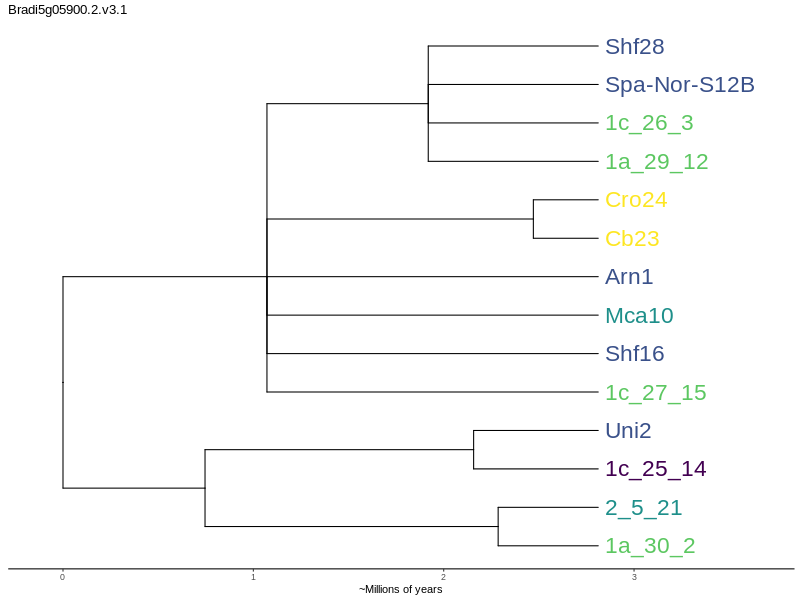 Bradi5g05900.2.v3.1
Shf28
Spa-Nor-S12B
1c_26_3
1a_29_12
Cro24
Cb23
Arn1
Mca10
Shf16
1c_27_15
Uni2
1c_25_14
2_5_21
1a_30_2
0 1 2 3
~Millions of years